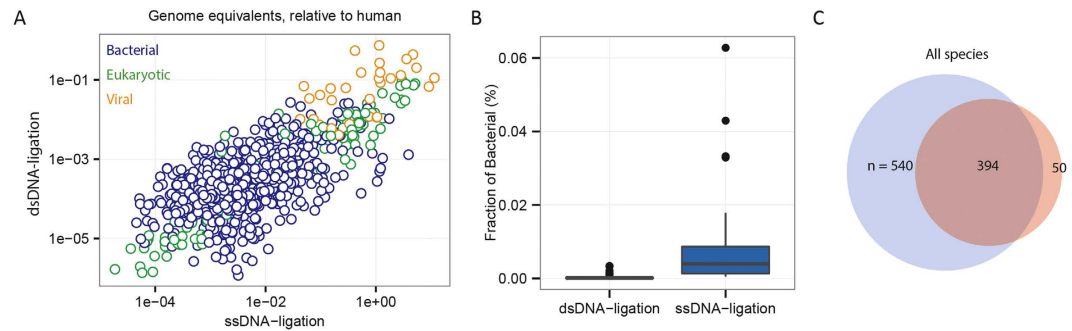 A
Genome equivalents, relative to human
Bacterial
Eukaryotic
Viral
1e−01
1e−03
1e−05
dsDNA−ligation
1e−04
1e−02
1e+00
ssDNA−ligation
B
0.06
0.04
0.02
0.00
Fraction of Bacterial (%)
dsDNA−ligation
ssDNA−ligation
C
All species
n = 540
394
50